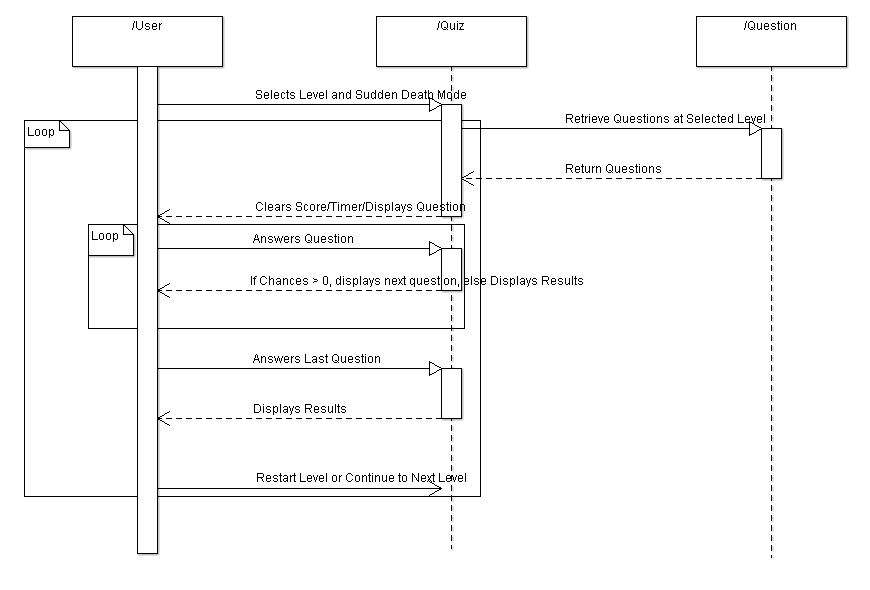 /User
/Quiz
/Question
Selects Level and Sudden Death Mode
Retrieve Questions at Selected Level
Loop
Return Questions
Clears Score/Timer/Displays Question
Loop
Answers Question
If Chances > 0, displays next question, else Displays Results
Answers Last Question
Displays Results
Restart Level or Continue to Next Level